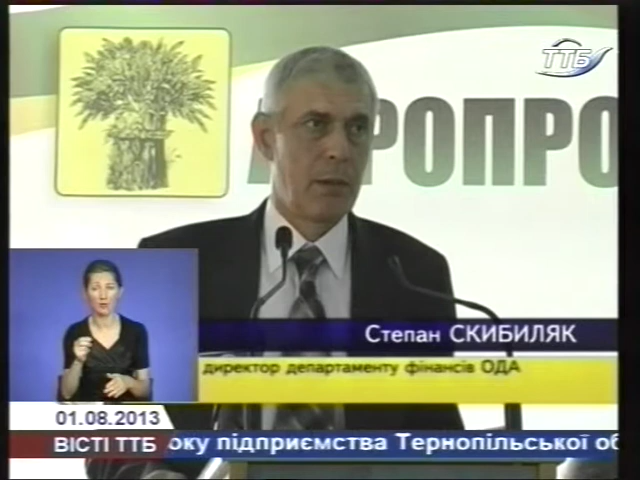 ТТБ
АГРОПРО
Степан СКИБИЛЯК
директор департаменту фінансів ОДА
01.08.2013
ВІСТІ ТТБ
оку підприємства Тернопільської об